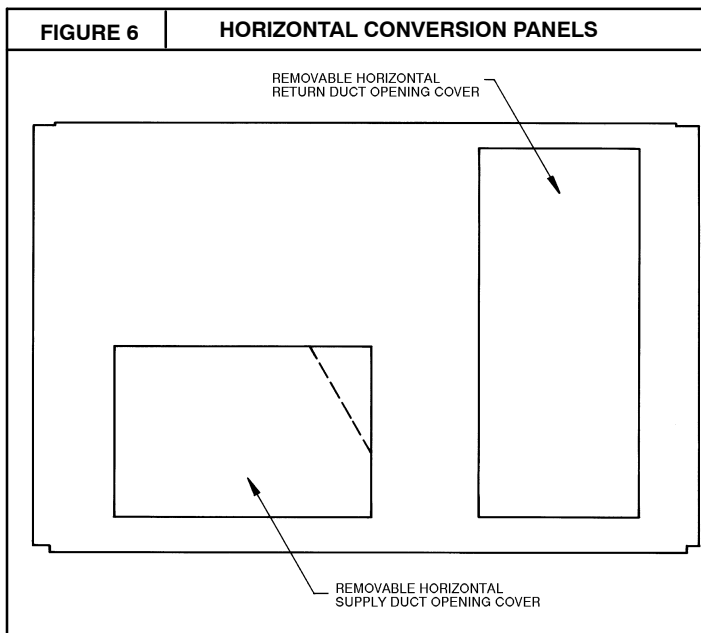 FIGURE 6
HORIZONTAL CONVERSION PANELS
REMOVABLE HORIZONTAL
RETURN DUCT OPENING COVER
REMOVABLE HORIZONTAL
SUPPLY DUCT OPENING COVER